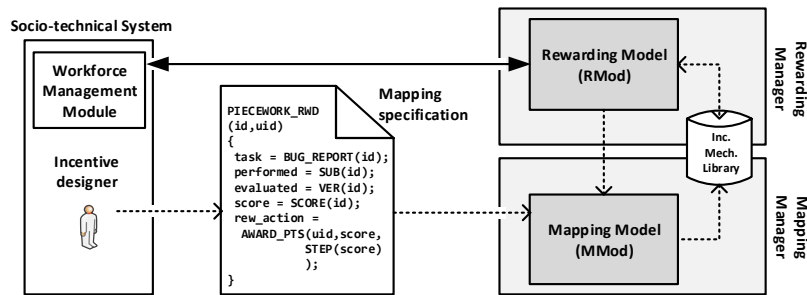 Socio-technical System
Workforce
Management
Module
Incentive
designer
PIECEWORK_RWD
(id,uid)
{
task = BUG_REPORT(id);
performed = SUB(id);
evaluated = VER(id);
score = SCORE(id);
rew_action =
AWARD_PTS(uid,score,
STEP(score)
);
}
Mapping
specification
Rewarding Model
(RMod)
Rewarding
Manager
Inc.
Mech.
Library
Mapping Model
(MMod)
Mapping
Manager